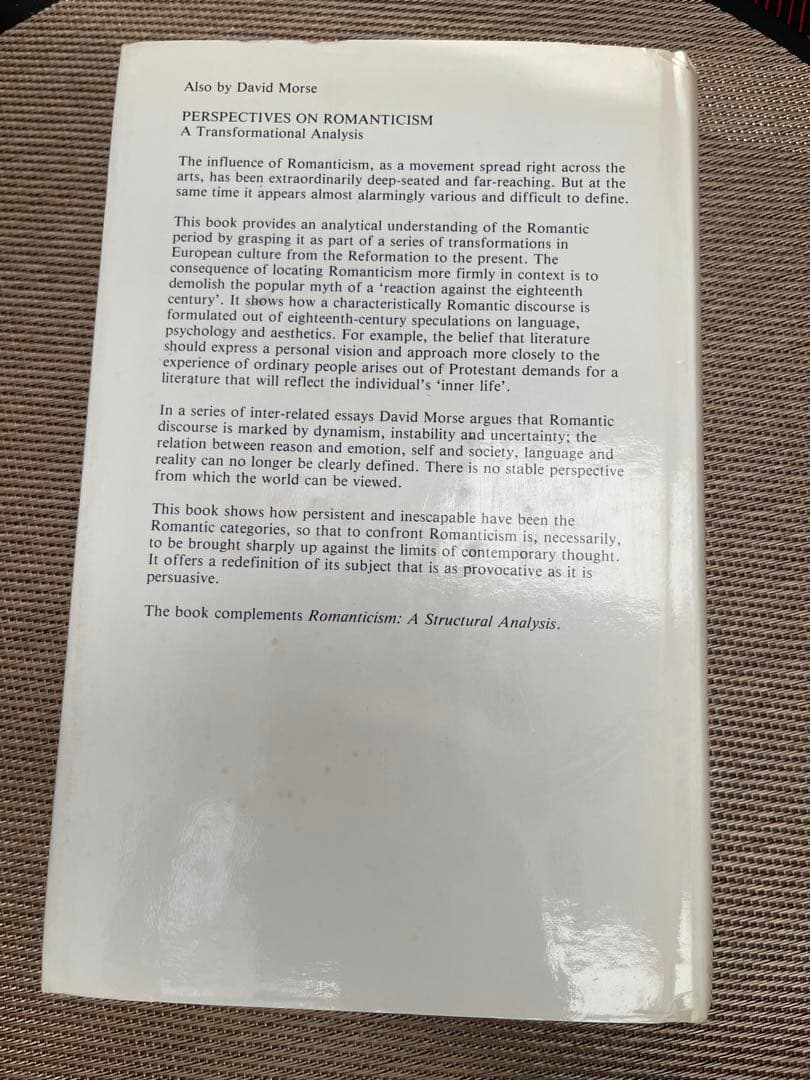 Also by David Morse
PERSPECTIVES ON ROMANTICISM
A Transformational Analysis
The influence of Romanticism, as a movement spread right across the
arts, has been extraordinarily deep-seated and far-reaching. But at the
same time it appears almost alarmingly various and difficult to define.
This book provides an analytical understanding of the Romantic
period by grasping it as part of a series of transformations in
European culture from the Reformation to the present. The
consequence of locating Romanticism more firmly in context is to
demolish the popular myth of a ‘reaction against the eighteenth
century’. It shows how a characteristically Romantic discourse is
formulated out of eighteenth-century speculations on language,
psychology and aesthetics. For example, the belief that literature
should express a personal vision and approach more closely to the
experience of ordinary people arises out of Protestant demands for a
literature that will reflect the individual’s ‘inner life’.
In a series of inter-related essays David Morse argues that Romantic
discourse is marked by dynamism, instability and uncertainty; the
relation between reason and emotion, self and society, language and
reality can no longer be clearly defined. There is no stable perspective
from which the world can be viewed.
This book shows how persistent and inescapable have been the
Romantic categories, so that to confront Romanticism is, necessarily,
to be brought sharply up against the limits of contemporary thought.
It offers a redefinition of its subject that is as provocative as it is
persuasive.
The book complements Romanticism: A Structural Analysis.